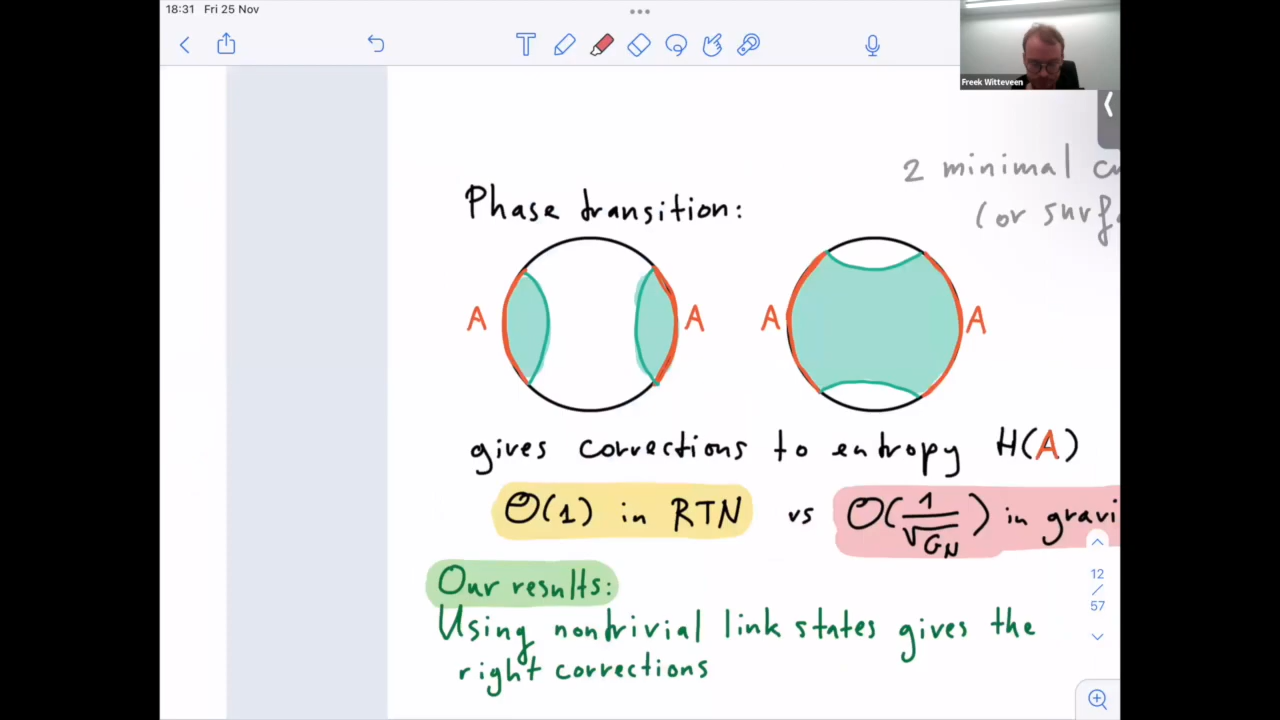 18:31 Fri 25 Nov
Freek Witteveen
2 minimal
(or surf
Phase transition:
A A A A
gives corrections to entropy H(A)
O(1) in RTN vs O(1/√G_N) in gravi
12
/
57
Our results:
Using nontrivial link states gives the
right corrections